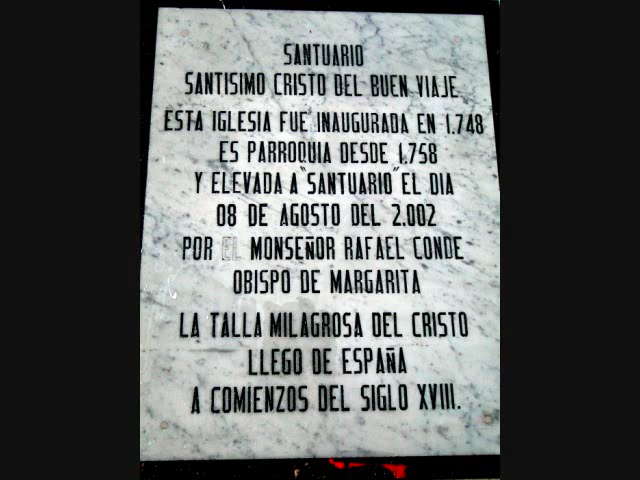 SANTUARIO
SANTISIMO CRISTO DEL BUEN VIAJE
ESTA IGLESIA FUE INAUGURADA EN 1.748
ES PARROQUIA DESDE 1.758
Y ELEVADA A "SANTUARIO" EL DIA
08 DE AGOSTO DEL 2.002
POR EL MONSEÑOR RAFAEL CONDE
OBISPO DE MARGARITA
LA TALLA MILAGROSA DEL CRISTO
LLEGO DE ESPAÑA
A COMIENZOS DEL SIGLO XVIII.